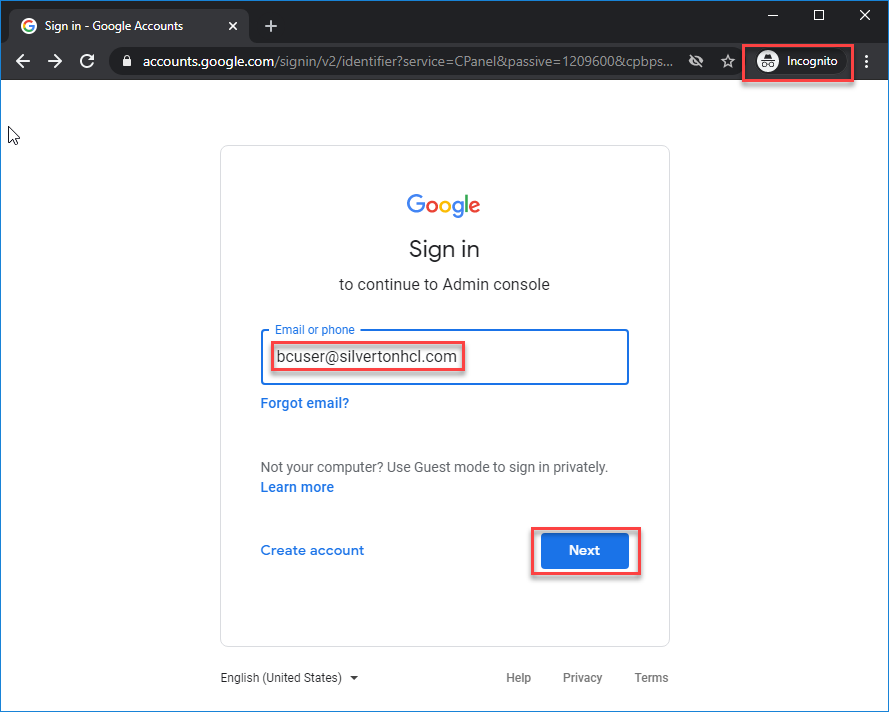 Sign in - Google Accounts
accounts.google.com/signin/v2/identifier?service=CPanel&passive=1209600&cpbps...
Incognito
Google
Sign in
to continue to Admin console
Email or phone
bcuser@silvertonhcl.com
Forgot email?
Not your computer? Use Guest mode to sign in privately.
Learn more
Create account
Next
English (United States)
Help
Privacy
Terms